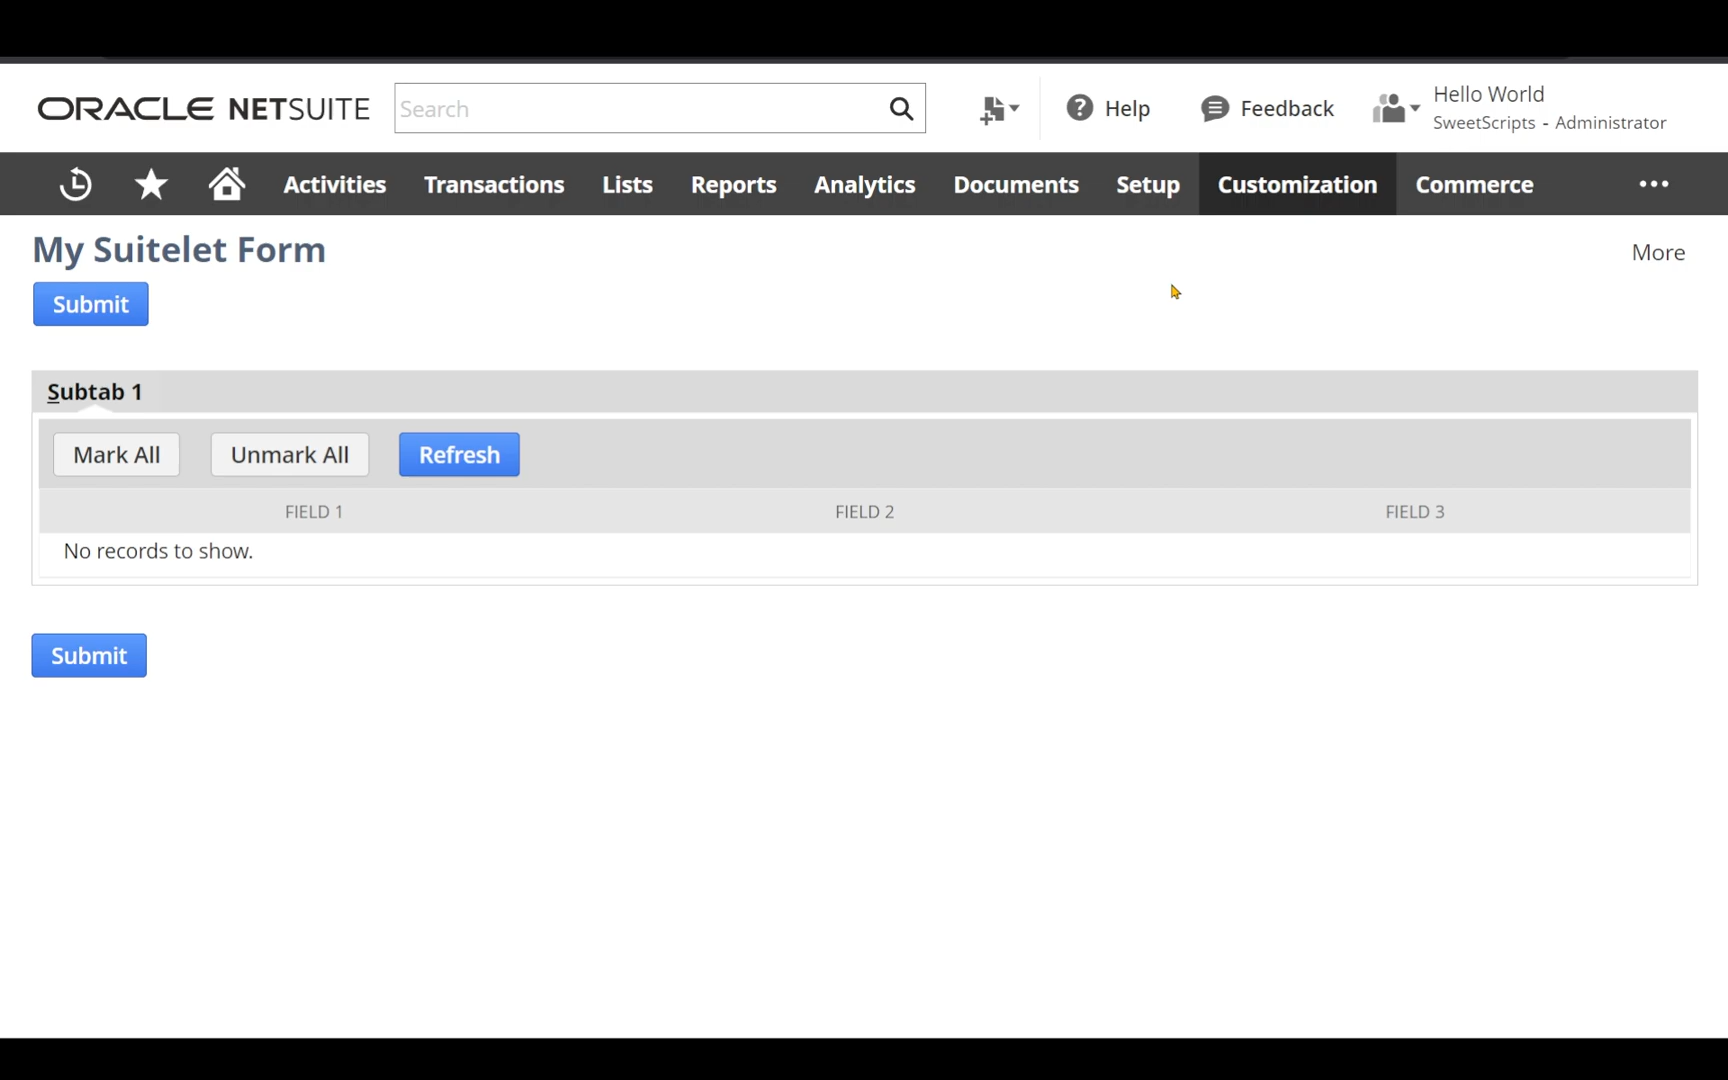 ORACLE NETSUITE
Search
Help
Feedback
Hello World
SweetScripts - Administrator
Activities Transactions Lists Reports Analytics Documents Setup Customization Commerce
My Suitelet Form
More
Submit
Subtab 1
Mark All Unmark All Refresh
FIELD 1 FIELD 2 FIELD 3
No records to show.
Submit